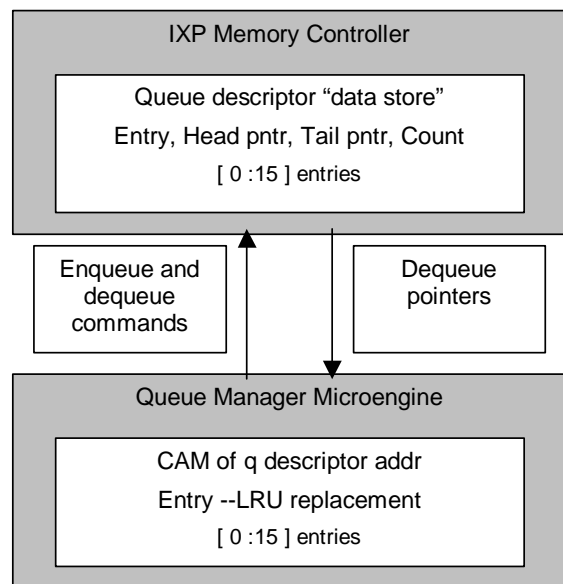 IXP Memory Controller
Queue descriptor “data store”
Entry, Head pntr, Tail pntr, Count
[ 0 :15 ] entries
Enqueue and
dequeue
commands
Dequeue
pointers
Queue Manager Microengine
CAM of q descriptor addr
Entry --LRU replacement
[ 0 :15 ] entries